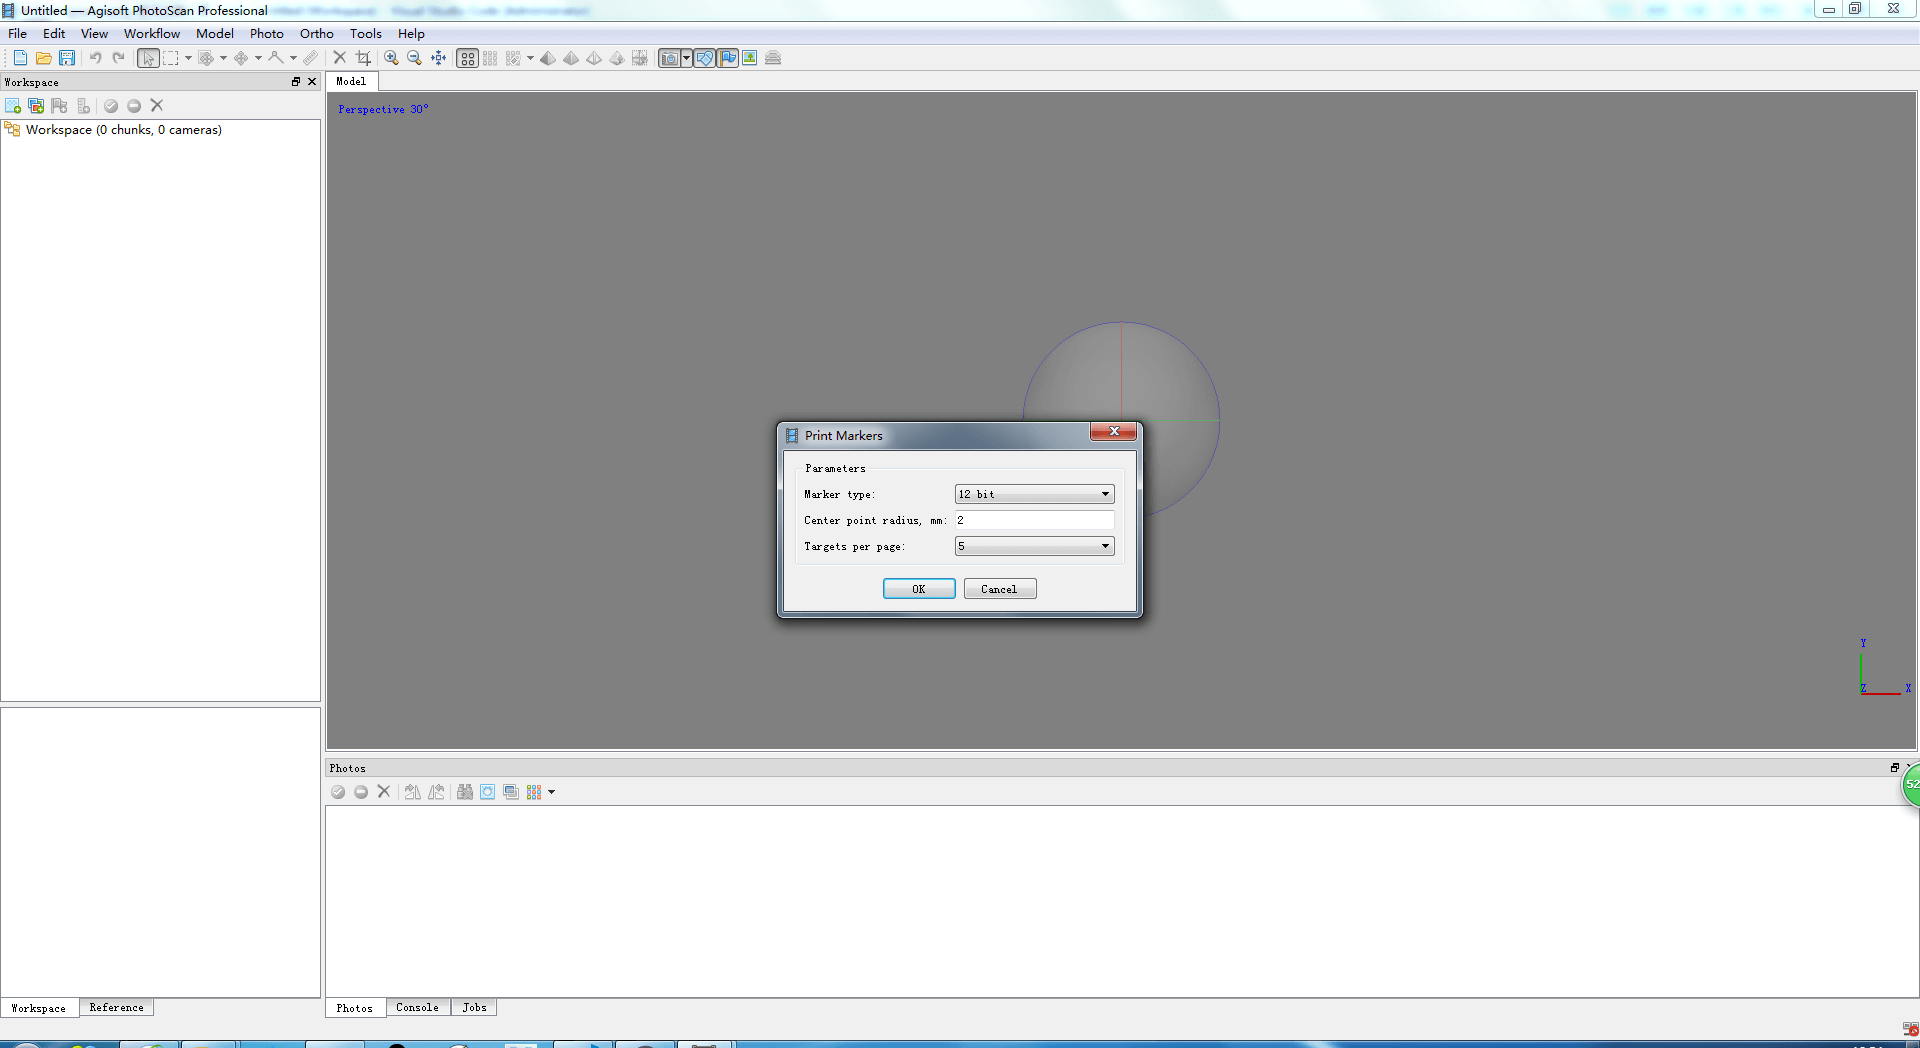 Untitled — Agisoft PhotoScan Professional
File Edit View Workflow Model Photo Ortho Tools Help
Workspace
Model
Perspective 30°
Workspace (0 chunks, 0 cameras)
Print Markers
Parameters
Marker type: 12 bit
Center point radius, mm: 2
Targets per page: 5
OK Cancel
Y
Z X
Photos
52
Workspace Reference
Photos Console Jobs